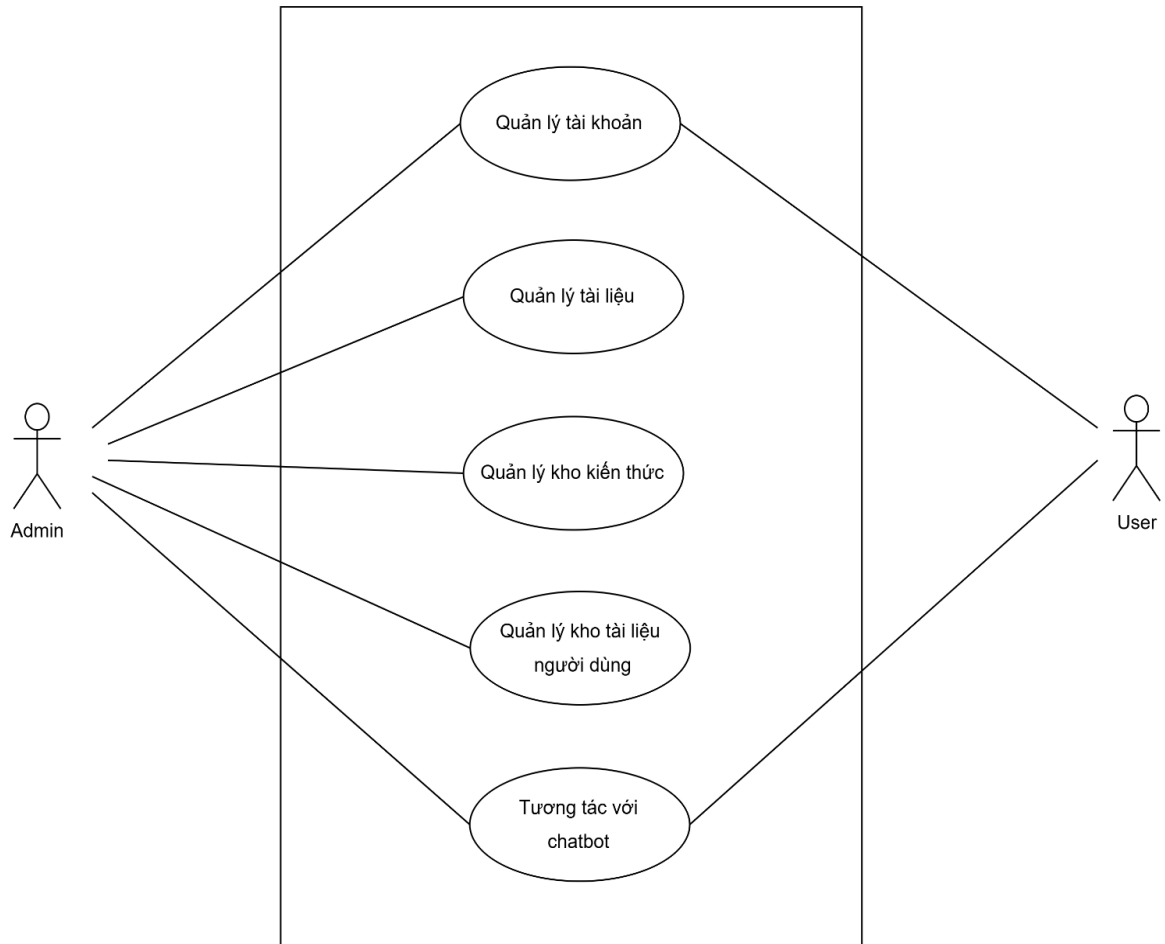 Quản lý tài khoản
Quản lý tài liệu
Quản lý kho kiến thức
Admin
User
Quản lý kho tài liệu
người dùng
Tương tác với
chatbot